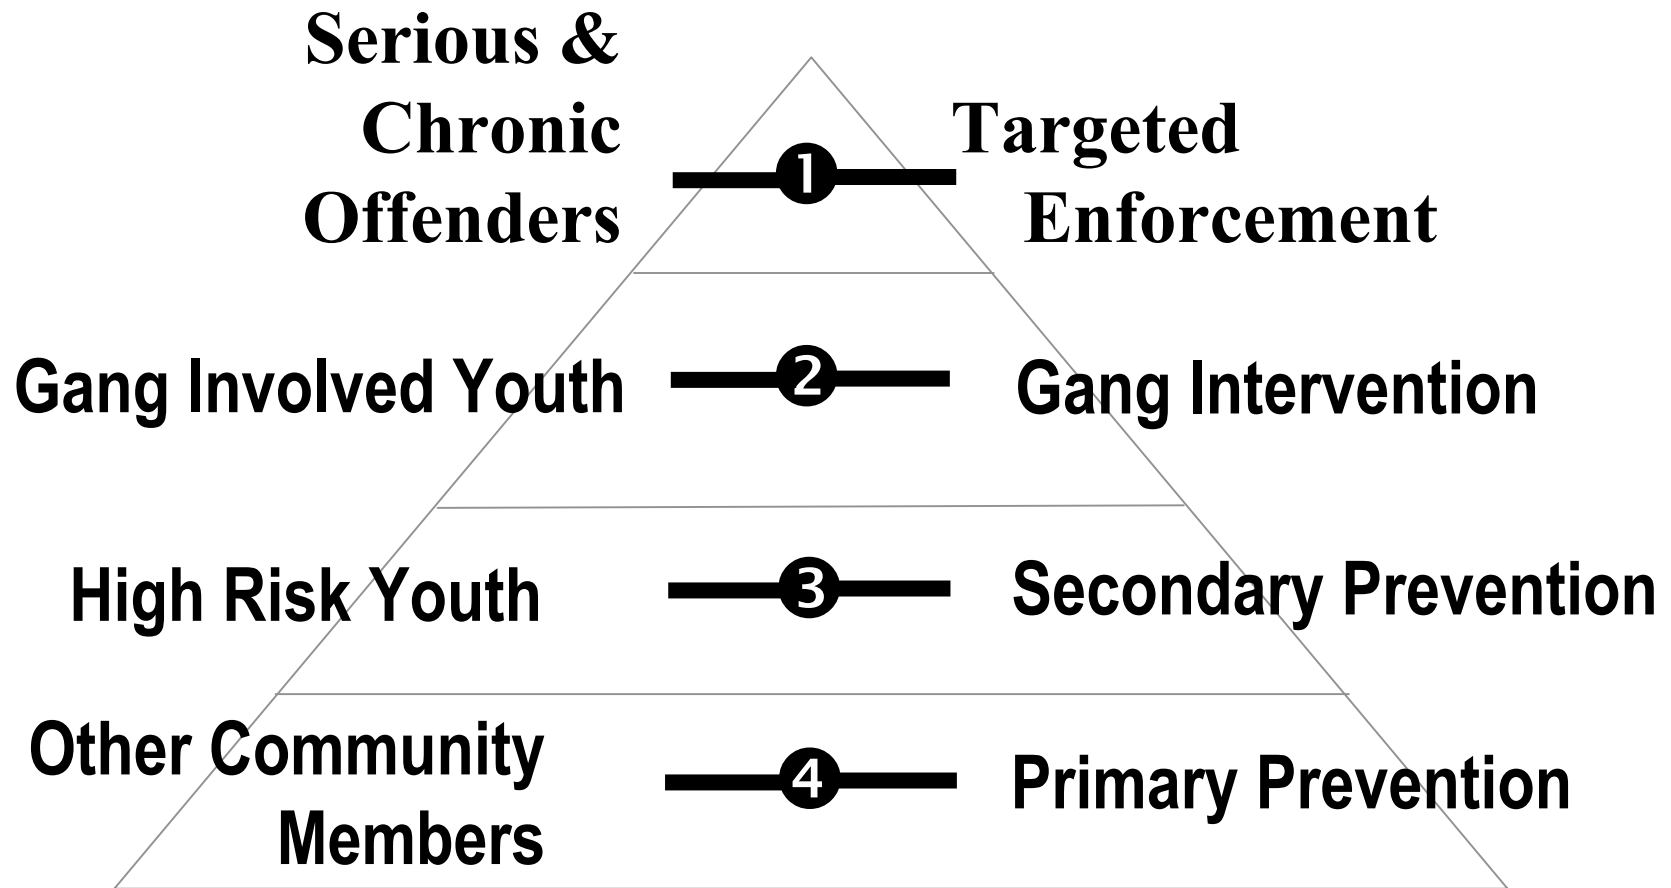 Serious &
Chronic
Offenders
1
Targeted
Enforcement
Gang Involved Youth
2
Gang Intervention
High Risk Youth
3
Secondary Prevention
Other Community
Members
4
Primary Prevention